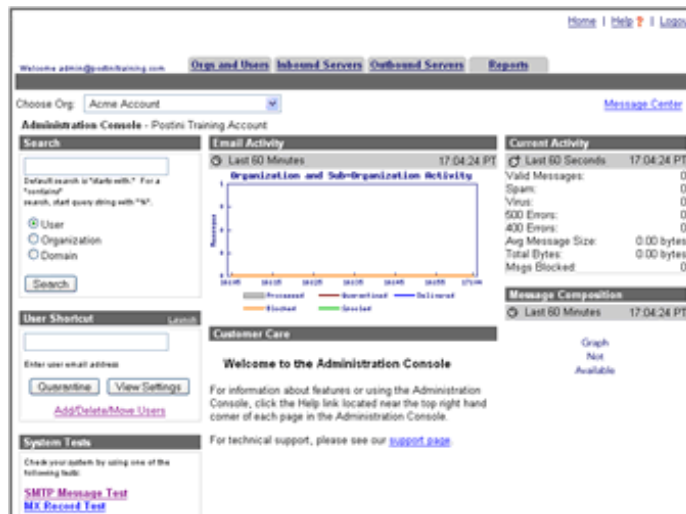 Home | Help ? | Logou
Welcome admin@postinitraining.com
Orgs and Users Inbound Servers Outbound Servers Reports
Choose Org: Acme Account
Message Center
Administration Console - Postini Training Account
Search
Default search is "starts with." For a
"contains"
search, start query string with "%".
User
Organization
Domain
Search
User Shortcut Launch
Enter user email address
Quarantine View Settings
Add/Delete/Move Users
System Tests
Check your system by using one of the
following tests:
SMTP Message Test
MX Record Test
Email Activity
Last 60 Minutes 17:04:24 PT
Organization and Sub-Organization Activity
Messages
16:45 16:55 17:04
Processed Quarantined Delivered
Blocked
Customer Care
Welcome to the Administration Console
For information about features or using the Administration
Console, click the Help link located near the top right hand
corner of each page in the Administration Console.
For technical support, please see our support page.
Current Activity
Last 60 Seconds 17:04:24 PT
Valid Messages: 0
Spam: 0
Virus: 0
500 Errors: 0
400 Errors: 0
Avg Message Size: 0.00 bytes
Total Bytes: 0.00 bytes
Msgs Blocked: 0
Message Composition
Last 60 Minutes 17:04:24 PT
Graph
Not
Available